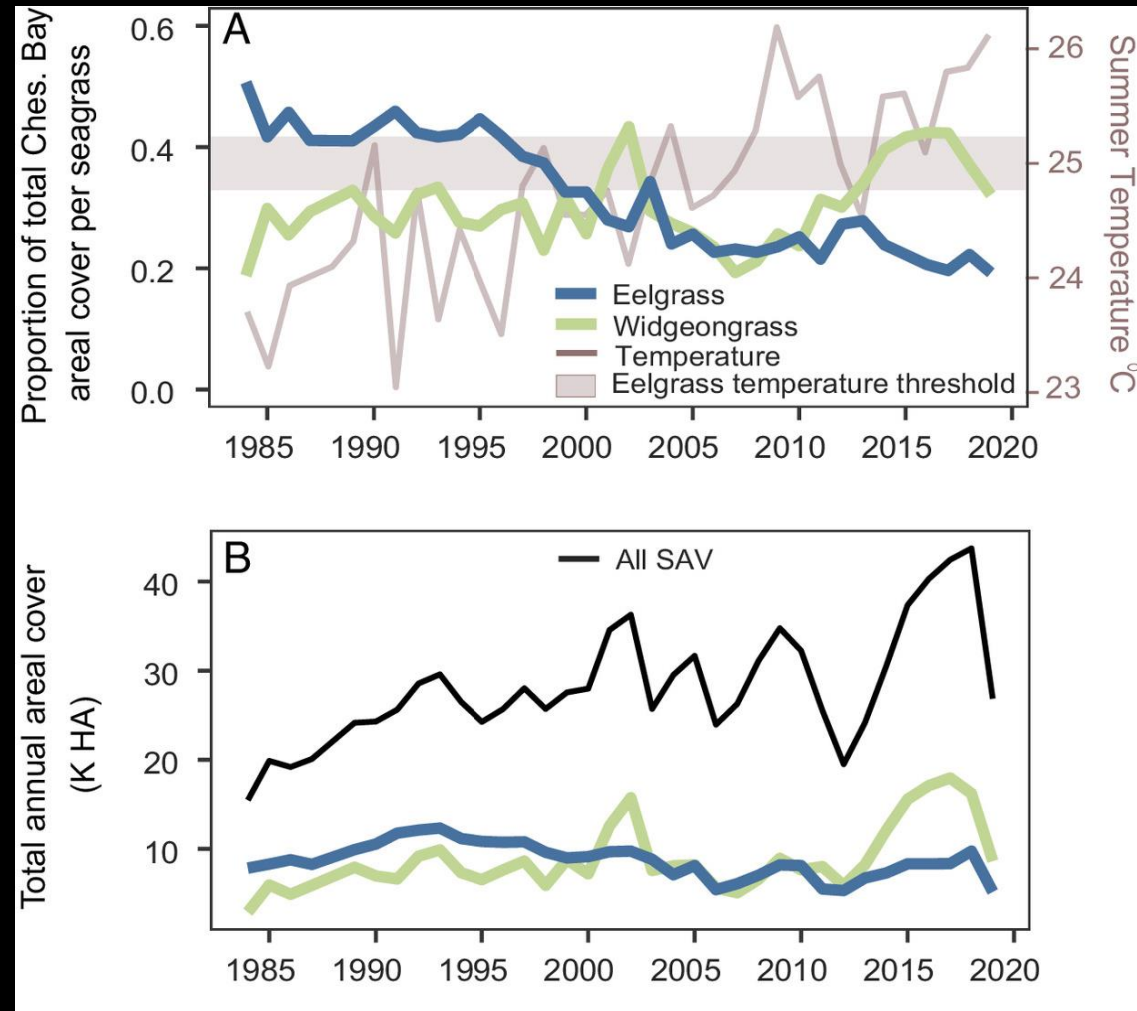 A
Proportion of total Ches. Bay
areal cover per seagrass
0.6
0.4
0.2
0.0
26
25
24
23
Summer Temperature ⁰C
Eelgrass
Widgeongrass
Temperature
Eelgrass temperature threshold
1985 1990 1995 2000 2005 2010 2015 2020
B
Total annual areal cover
(K HA)
40
30
20
10
All SAV
1985 1990 1995 2000 2005 2010 2015 2020